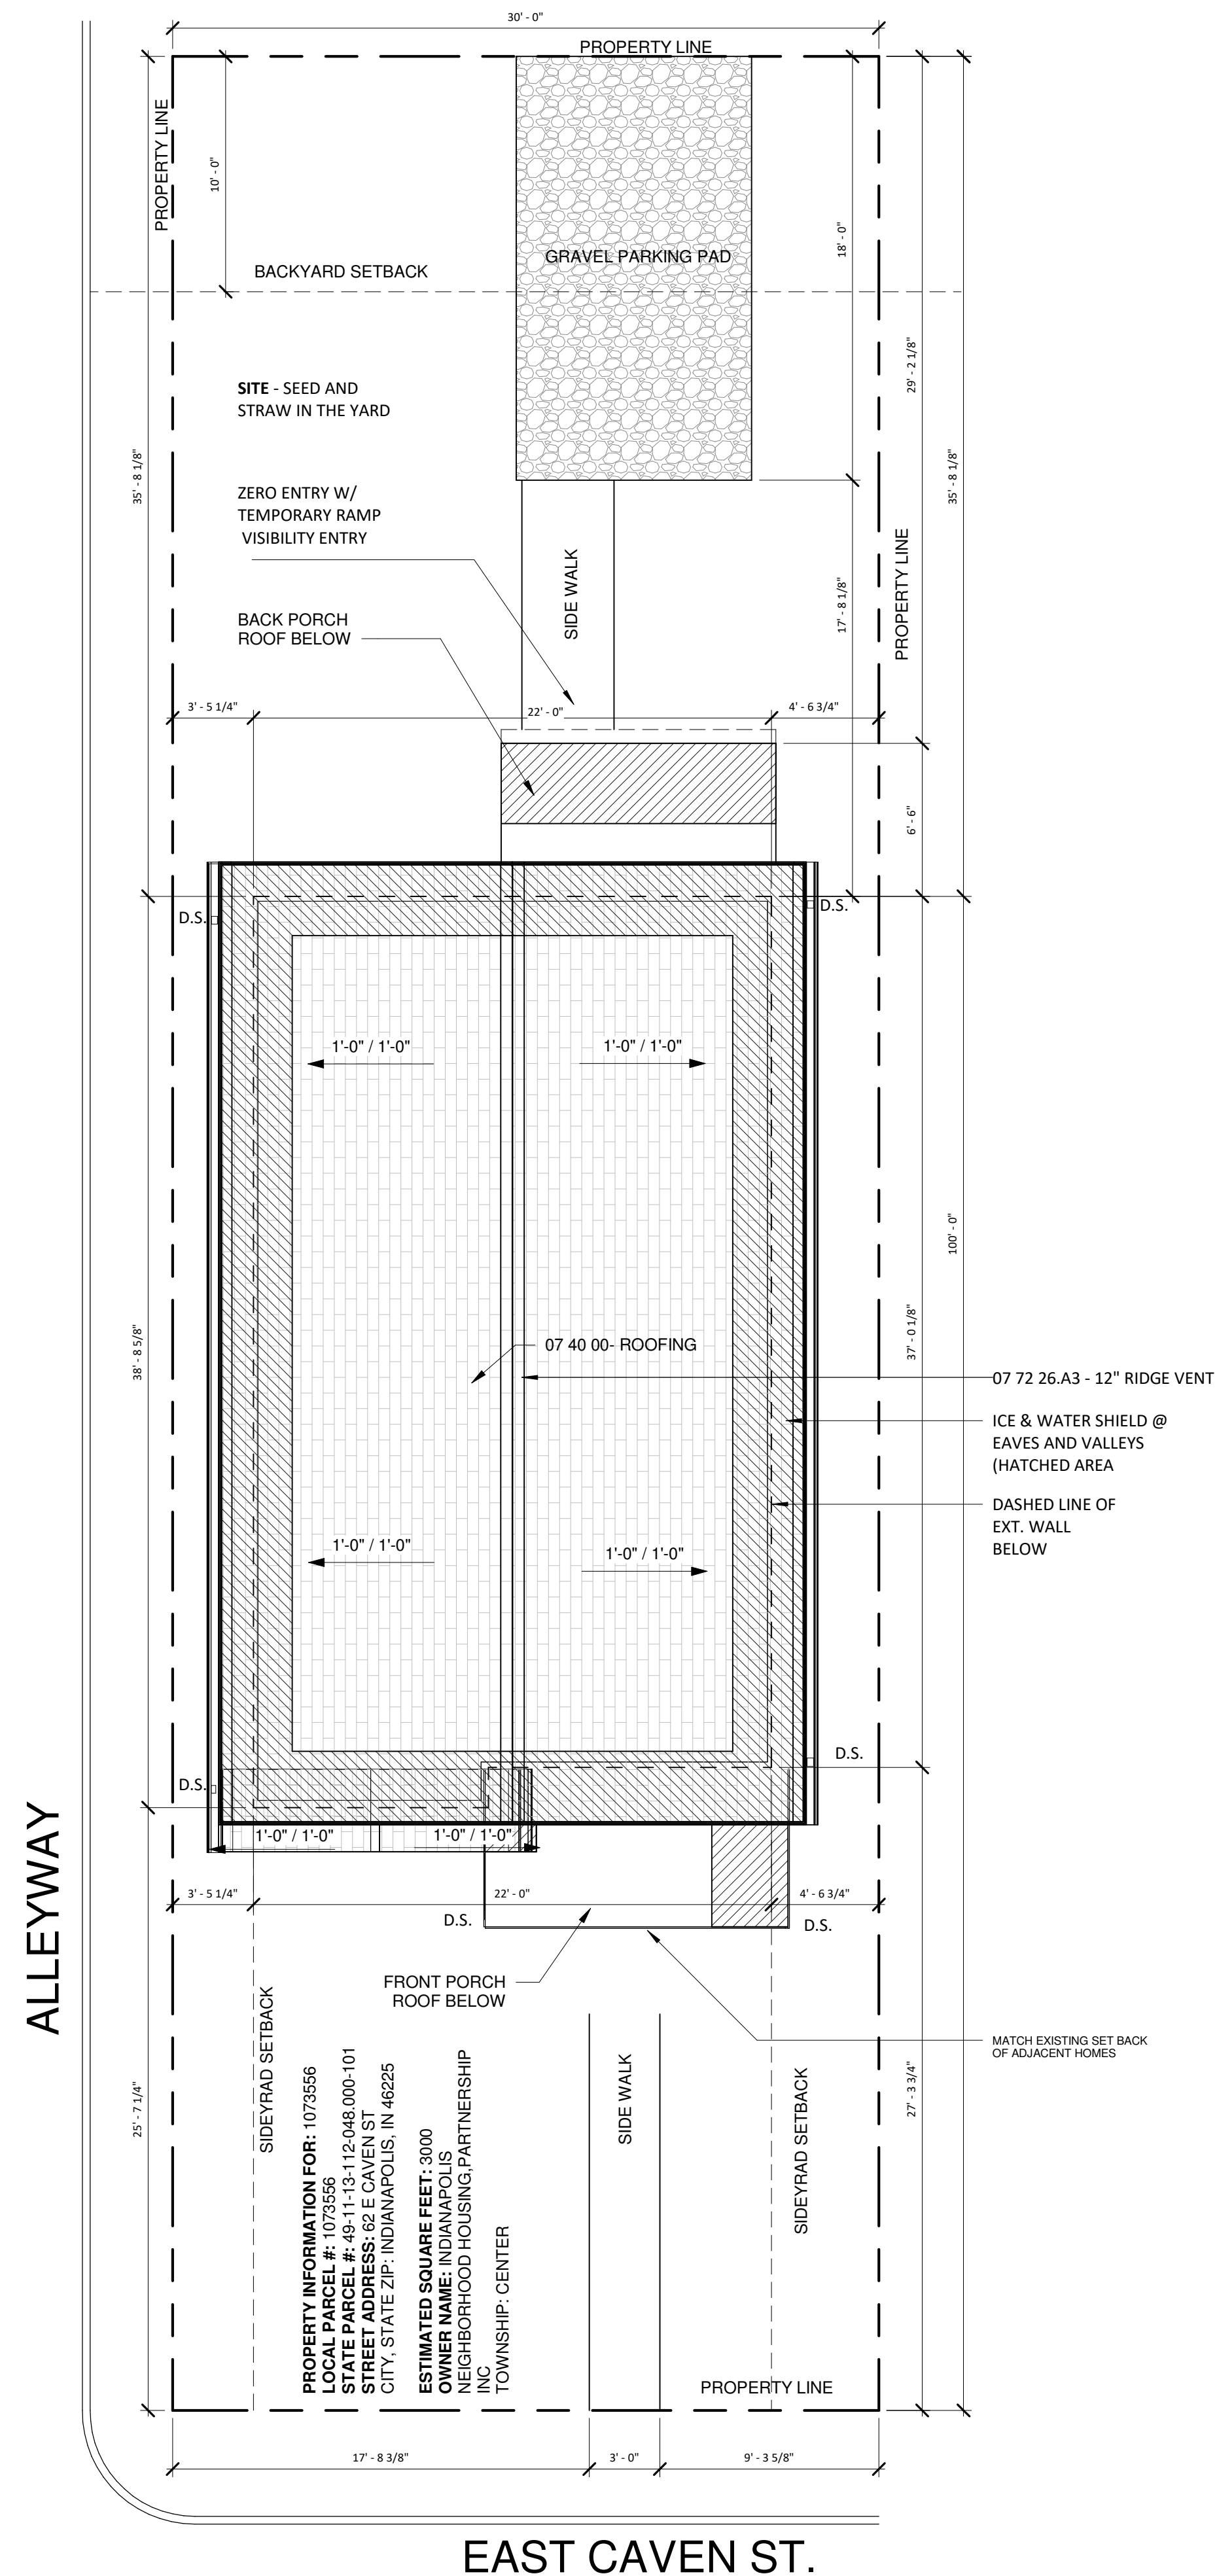 30' - 0"
PROPERTY LINE
PROPERTY LINE
10' - 0"
18' - 0"
GRAVEL PARKING PAD
BACKYARD SETBACK
29' - 2 1/8"
SITE - SEED AND
STRAW IN THE YARD
35' - 8 1/8"
35' - 8 1/8"
ZERO ENTRY W/
TEMPORARY RAMP
VISIBILITY ENTRY
SIDE WALK
PROPERTY LINE
17' - 8 1/8"
BACK PORCH
ROOF BELOW
3' - 5 1/4"
22' - 0"
4' - 6 3/4"
6' - 6"
D.S.
D.S.
1'-0" / 1'-0"
1'-0" / 1'-0"
100' - 0"
38' - 8 5/8"
37' - 0 1/8"
07 40 00- ROOFING
07 72 26.A3 - 12" RIDGE VENT
ICE & WATER SHIELD @
EAVES AND VALLEYS
(HATCHED AREA
DASHED LINE OF
EXT. WALL
BELOW
1'-0" / 1'-0"
1'-0" / 1'-0"
D.S.
D.S.
1'-0" / 1'-0"
1'-0" / 1'-0"
3' - 5 1/4"
22' - 0"
4' - 6 3/4"
D.S.
D.S.
ALLEYWAY
FRONT PORCH
ROOF BELOW
MATCH EXISTING SET BACK
OF ADJACENT HOMES
SIDEYRAD SETBACK
25' - 7 1/4"
PROPERTY INFORMATION FOR: 1073556
LOCAL PARCEL #: 1073556
STATE PARCEL #: 49-11-13-112-048.000-101
STREET ADDRESS: 62 E CAVEN ST
CITY, STATE ZIP: INDIANAPOLIS, IN 46225
ESTIMATED SQUARE FEET: 3000
OWNER NAME: INDIANAPOLIS
NEIGHBORHOOD HOUSING,PARTNERSHIP
INC
TOWNSHIP: CENTER
SIDE WALK
SIDEYRAD SETBACK
27' - 3 3/4"
PROPERTY LINE
17' - 8 3/8"
3' - 0"
9' - 3 5/8"
EAST CAVEN ST.